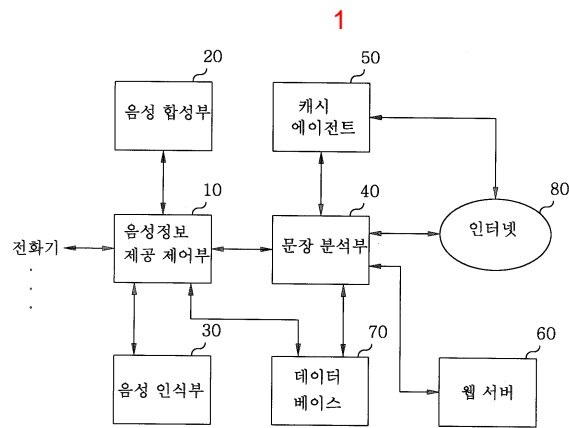 1
20
음성 합성부
50
캐시
에이전트
10
음성정보
제공 제어부
40
문장 분석부
80
인터넷
전화기
30
음성 인식부
70
데이터
베이스
60
웹 서버